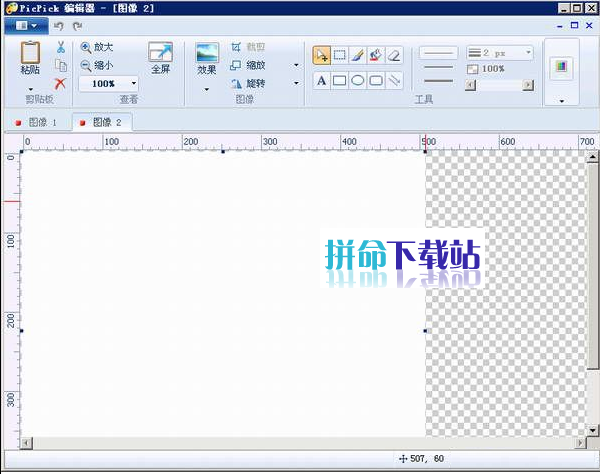 PicPick 编辑器 - [图像 2]
粘贴
剪贴板
放大
缩小
100%
查看
全屏
效果
裁剪
缩放
旋转
图像
A
2 px
100%
工具
图像 1
图像 2
0 100 200 300 400 500 600 700
0
100
200
300
拼命下载站
507, 60